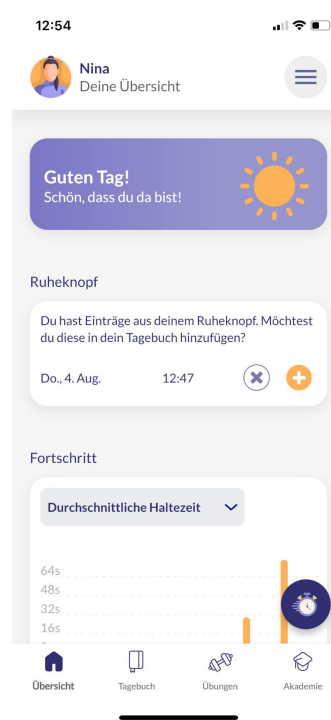 12:54
Nina
Deine Übersicht
Guten Tag!
Schön, dass du da bist!
Ruheknopf
Du hast Einträge aus deinem Ruheknopf. Möchtest
du diese in dein Tagebuch hinzufügen?
Do., 4. Aug. 12:47
Fortschritt
Durchschnittliche Haltezeit
64s
48s
32s
16s
Übersicht Tagebuch Übungen Akademie